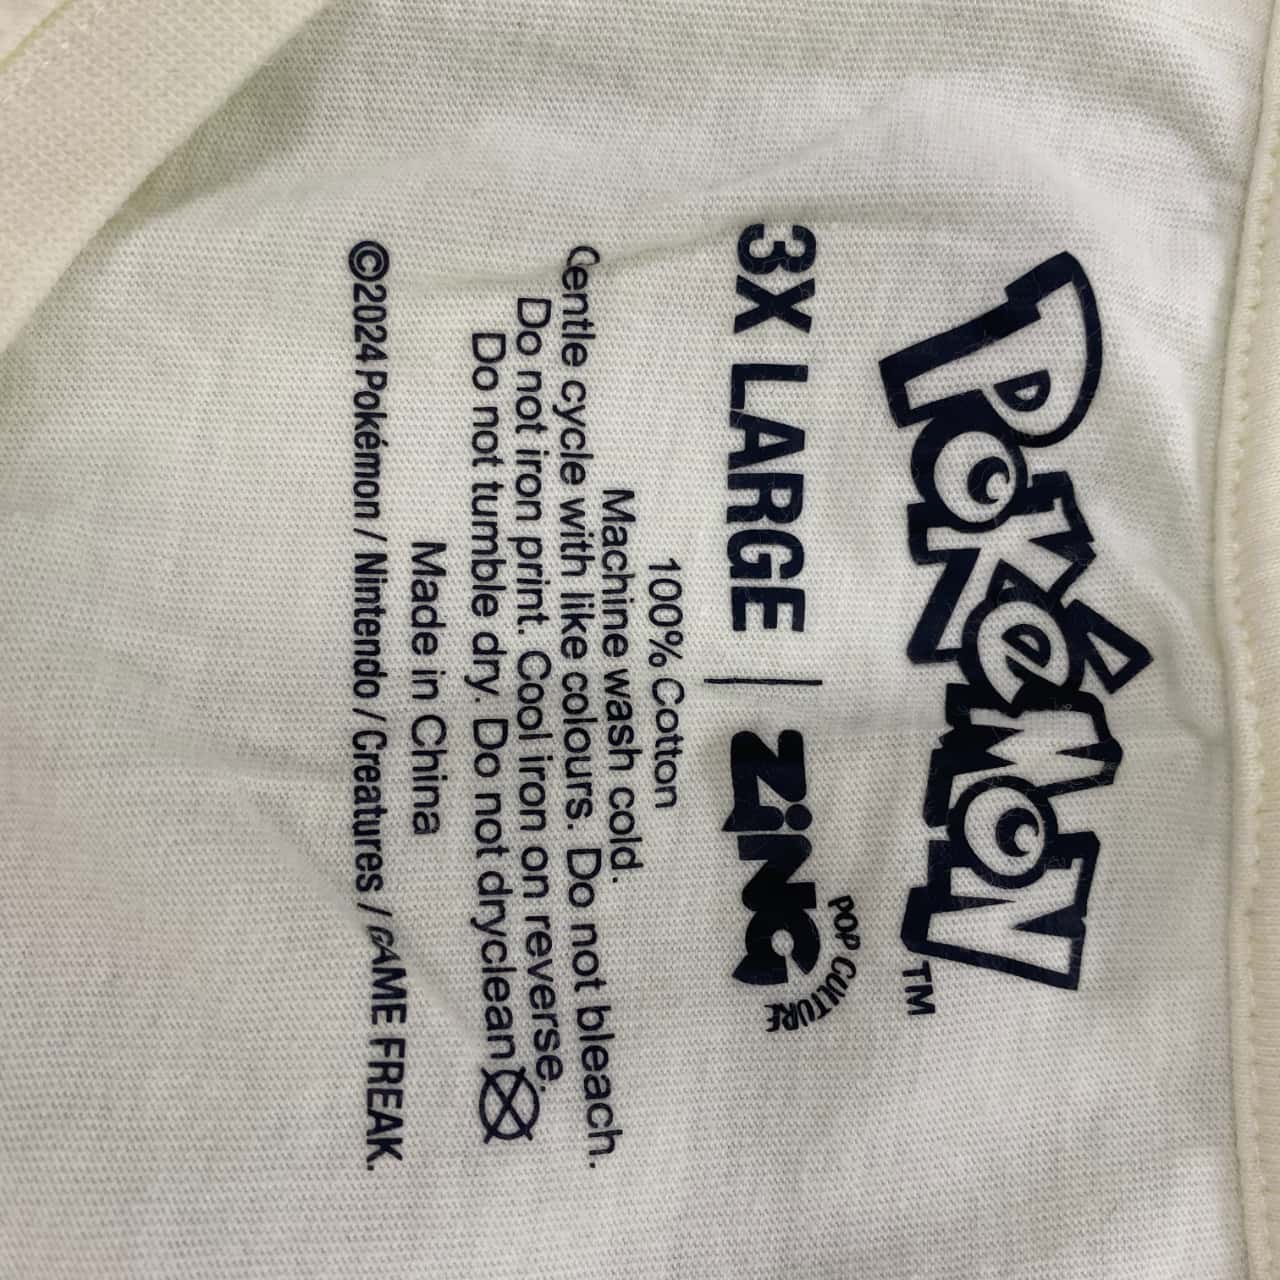 Pokémon™
3X LARGE | ZiNG POP CULTURE
100% Cotton
Machine wash cold.
Gentle cycle with like colours. Do not bleach.
Do not iron print. Cool iron on reverse.
Do not tumble dry. Do not dryclean
Made in China
©2024 Pokémon / Nintendo / Creatures / GAME FREAK.